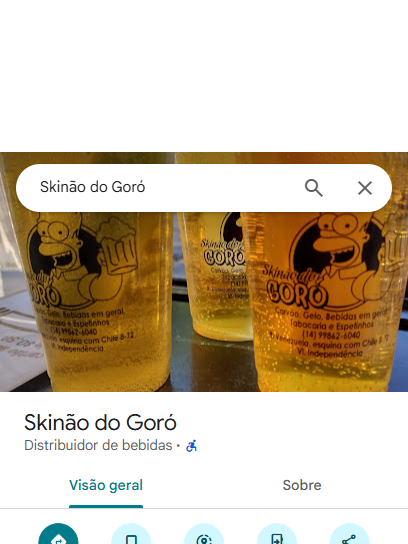 Skinão do Goró
Skinão do
GORÓ
Carvão, Gelo, Bebidas em geral,
Tabacaria e Espetinhos
(14) 99862-6040
Venezuela, esquina com Chile 8-12
Vl. Independência
Skinão do
GORÓ
Skinão do
GORÓ
Carvão, Gelo, Bebidas em geral
Tabacaria e Espetinhos
(14) 99862-6040
Venezuela, esquina com Chile 8-12
Vl. Independência
Skinão do Goró
Distribuidor de bebidas ·
Visão geral
Sobre